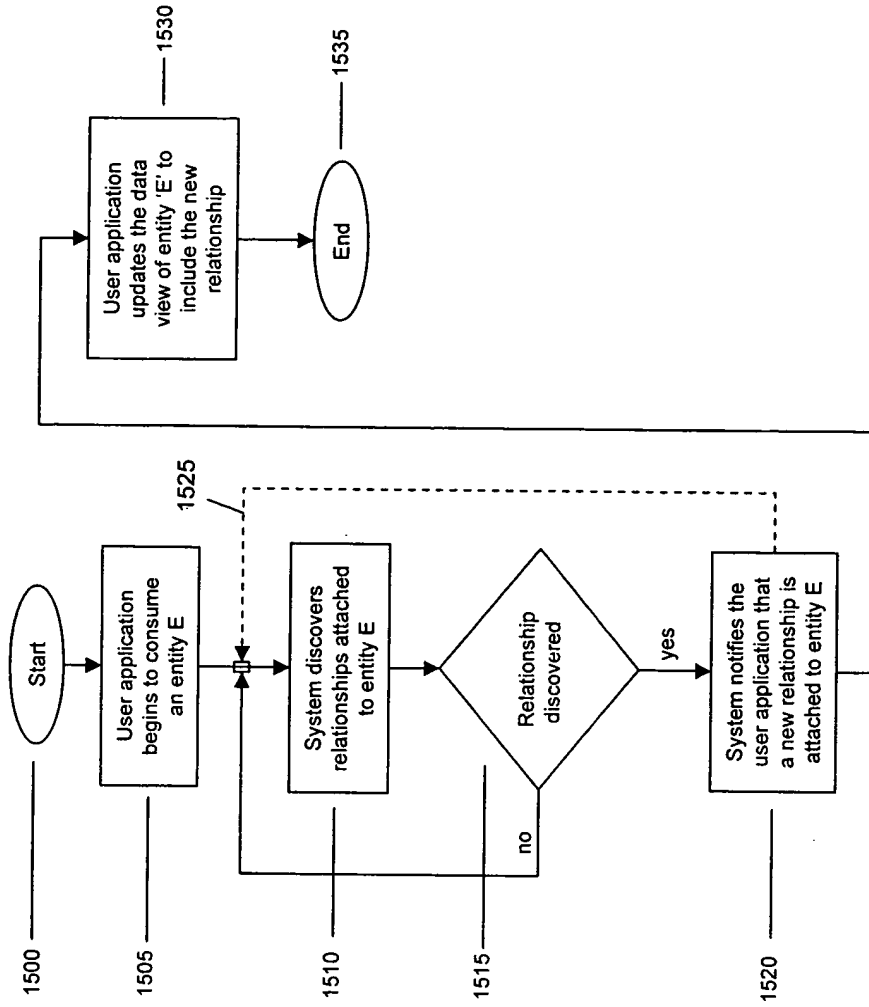 1500
Start
1505
User application
begins to consume
an entity E
1525
1510
System discovers
relationships attached
to entity E
1515
Relationship
discovered
no
yes
1520
System notifies the
user application that
a new relationship is
attached to entity E
User application
updates the data
view of entity 'E' to
include the new
relationship
1530
End
1535